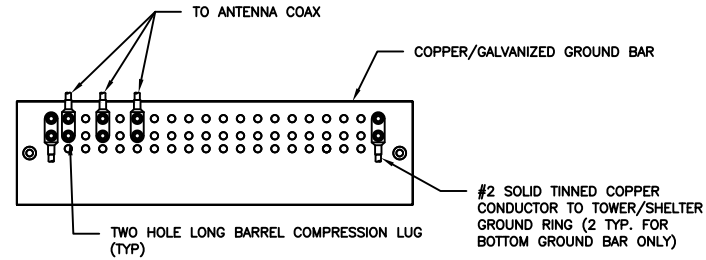 TO ANTENNA COAX
COPPER/GALVANIZED GROUND BAR
#2 SOLID TINNED COPPER
CONDUCTOR TO TOWER/SHELTER
GROUND RING (2 TYP. FOR
BOTTOM GROUND BAR ONLY)
TWO HOLE LONG BARREL COMPRESSION LUG
(TYP)